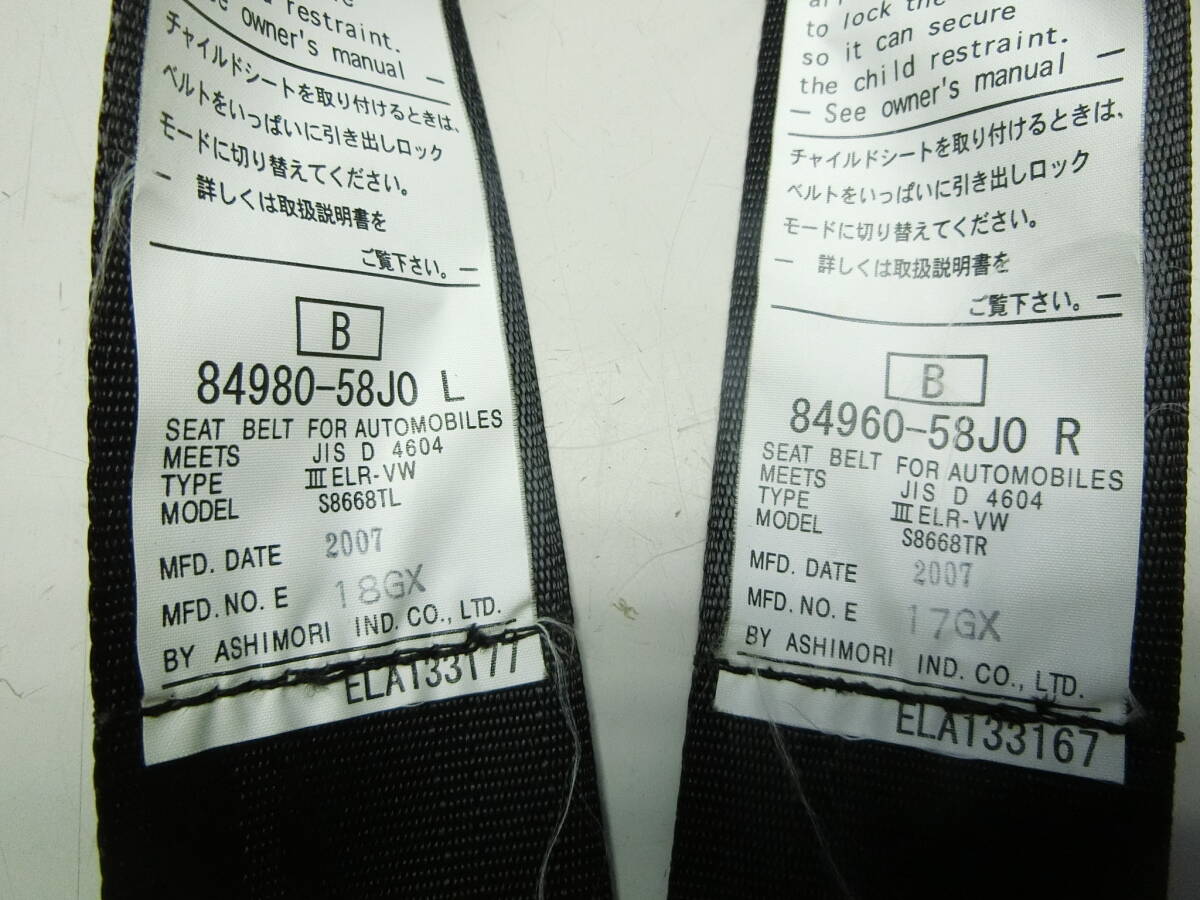 restraint.
owner's manual —
チャイルドシートを取り付けるときは、
ベルトをいっぱいに引き出しロック
モードに切り替えてください。
— 詳しくは取扱説明書を
ご覧下さい。—
B
84980-58J0 L
SEAT BELT FOR AUTOMOBILES
MEETS JIS D 4604
TYPE ⅢELR-VW
MODEL S8668TL
MFD. DATE 2007
MFD. NO. E 18GX
BY ASHIMORI IND. CO., LTD.
ELA133177
to lock the
so it can secure
the child restraint.
— See owner's manual —
チャイルドシートを取り付けるときは、
ベルトをいっぱいに引き出しロック
モードに切り替えてください。
— 詳しくは取扱説明書を
ご覧下さい。—
B
84960-58J0 R
SEAT BELT FOR AUTOMOBILES
MEETS JIS D 4604
TYPE ⅢELR-VW
MODEL S8668TR
MFD. DATE 2007
MFD. NO. E 17GX
BY ASHIMORI IND. CO., LTD.
ELA133167